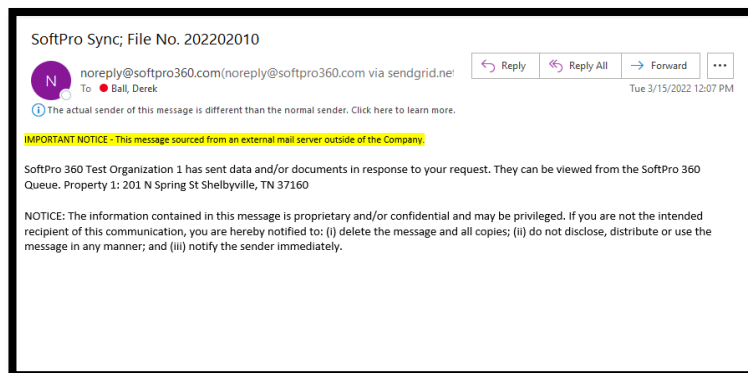 SoftPro Sync; File No. 202202010
Reply
Reply All
Forward
...
N
noreply@softpro360.com(noreply@softpro360.com via sendgrid.net
To Ball, Derek
Tue 3/15/2022 12:07 PM
The actual sender of this message is different than the normal sender. Click here to learn more.
IMPORTANT NOTICE - This message sourced from an external mail server outside of the Company.
SoftPro 360 Test Organization 1 has sent data and/or documents in response to your request. They can be viewed from the SoftPro 360
Queue. Property 1: 201 N Spring St Shelbyville, TN 37160
NOTICE: The information contained in this message is proprietary and/or confidential and may be privileged. If you are not the intended
recipient of this communication, you are hereby notified to: (i) delete the message and all copies; (ii) do not disclose, distribute or use the
message in any manner; and (iii) notify the sender immediately.